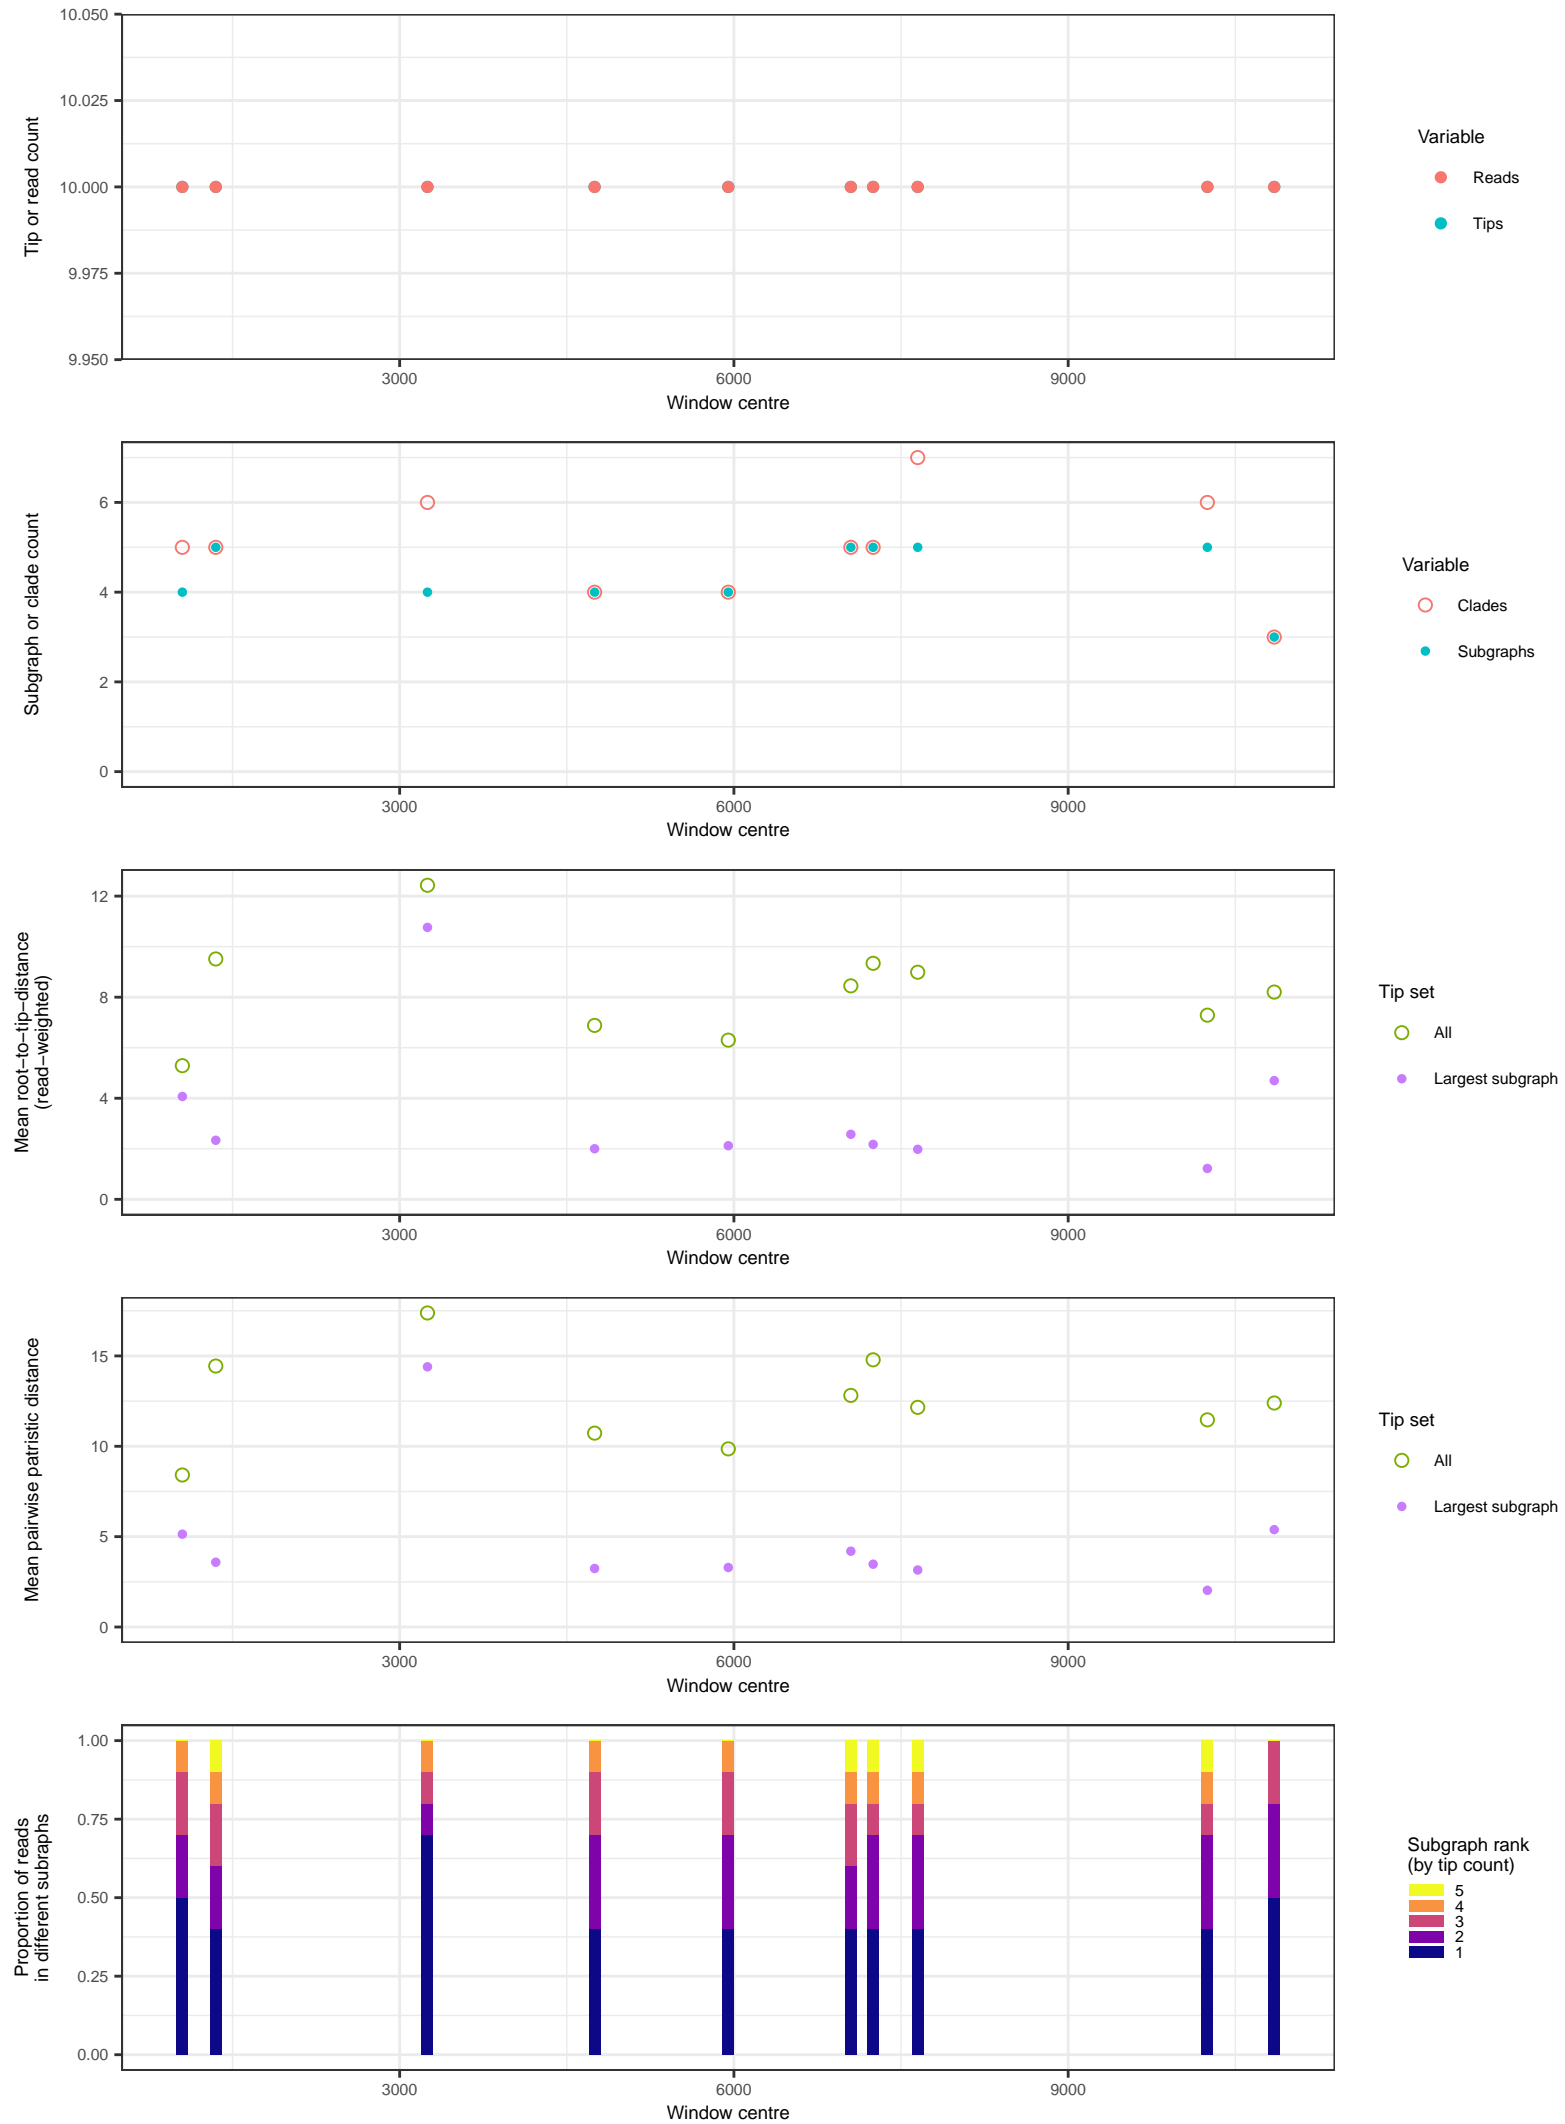 10.050
10.025
10.000
9.975
9.950
Tip or read count
3000 6000 9000
Window centre
Variable
Reads
Tips
6
4
2
0
Subgraph or clade count
3000 6000 9000
Window centre
Variable
Clades
Subgraphs
12
8
4
0
Mean root−to−tip−distance
(read−weighted)
3000 6000 9000
Window centre
Tip set
All
Largest subgraph
15
10
5
0
Mean pairwise patristic distance
3000 6000 9000
Window centre
Tip set
All
Largest subgraph
1.00
0.75
0.50
0.25
0.00
Proportion of reads
in different subraphs
3000 6000 9000
Window centre
Subgraph rank
(by tip count)
5
4
3
2
1